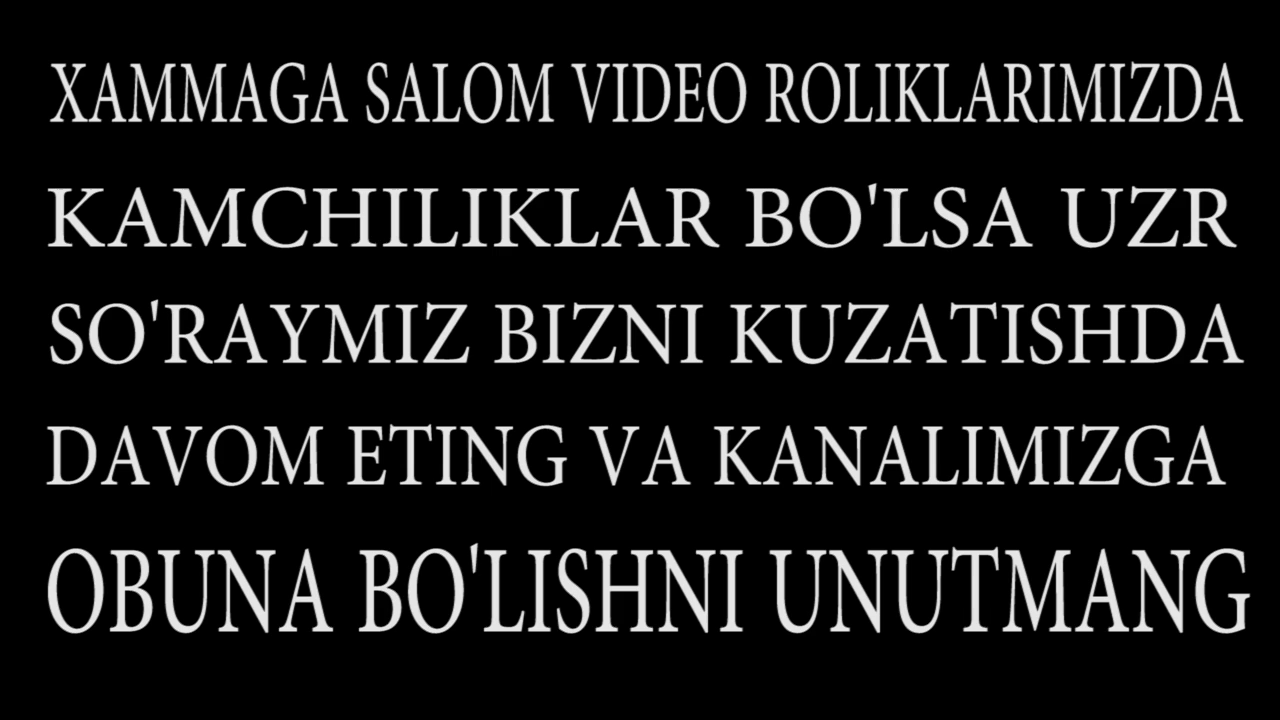 XAMMAGA SALOM VIDEO ROLIKLARIMIZDA
KAMCHILIKLAR BO'LSA UZR
SO'RAYMIZ BIZNI KUZATISHDA
DAVOM ETING VA KANALIMIZGA
OBUNA BO'LISHNI UNUTMANG